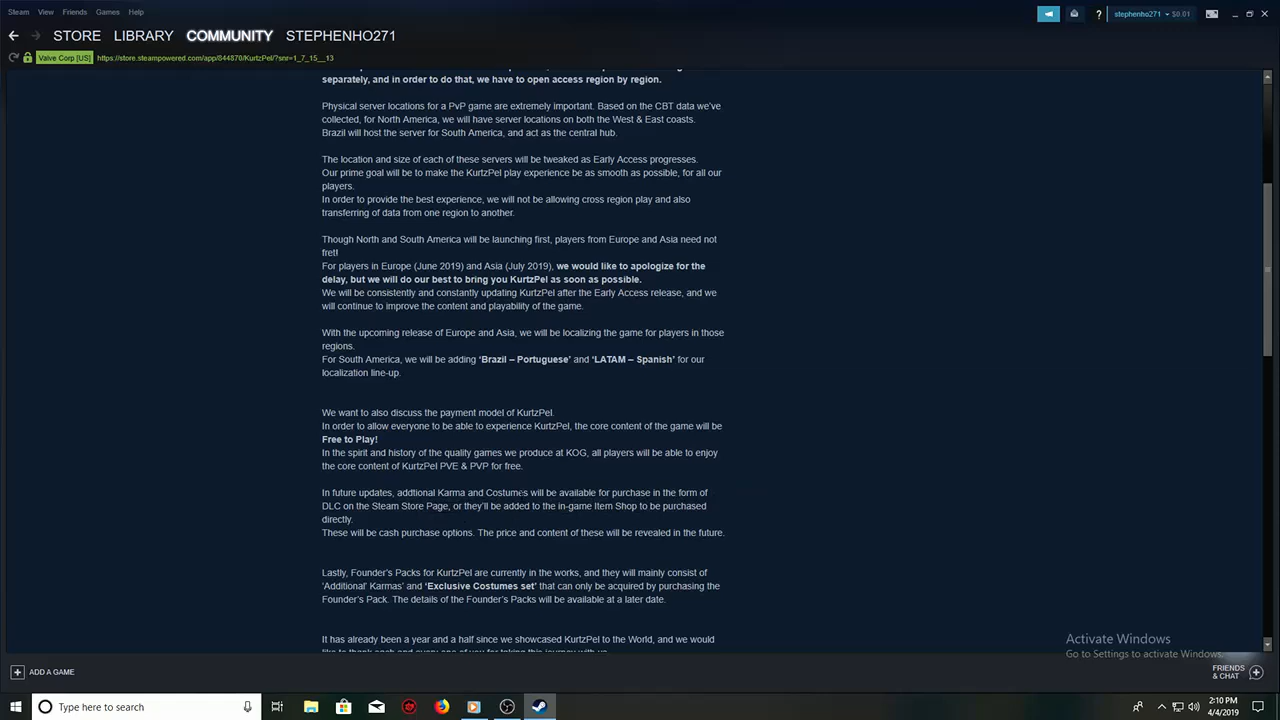 Steam View Friends Games Help
stephenho271 $0.01
STORE LIBRARY COMMUNITY STEPHENHO271
Valve Corp [US] https://store.steampowered.com/app/844870/KurtzPel/?snr=1_7_15__13
separately, and in order to do that, we have to open access region by region.
Physical server locations for a PvP game are extremely important. Based on the CBT data we've
collected, for North America, we will have server locations on both the West & East coasts.
Brazil will host the server for South America, and act as the central hub.
The location and size of each of these servers will be tweaked as Early Access progresses.
Our prime goal will be to make the KurtzPel play experience be as smooth as possible, for all our
players.
In order to provide the best experience, we will not be allowing cross region play and also
transferring of data from one region to another.
Though North and South America will be launching first, players from Europe and Asia need not
fret!
For players in Europe (June 2019) and Asia (July 2019), we would like to apologize for the
delay, but we will do our best to bring you KurtzPel as soon as possible.
We will be consistently and constantly updating KurtzPel after the Early Access release, and we
will continue to improve the content and playability of the game.
With the upcoming release of Europe and Asia, we will be localizing the game for players in those
regions.
For South America, we will be adding ‘Brazil – Portuguese’ and ‘LATAM – Spanish’ for our
localization line-up.
We want to also discuss the payment model of KurtzPel.
In order to allow everyone to be able to experience KurtzPel, the core content of the game will be
Free to Play!
In the spirit and history of the quality games we produce at KOG, all players will be able to enjoy
the core content of KurtzPel PVE & PVP for free.
In future updates, addtional Karma and Costumes will be available for purchase in the form of
DLC on the Steam Store Page, or they'll be added to the in-game Item Shop to be purchased
directly.
These will be cash purchase options. The price and content of these will be revealed in the future.
Lastly, Founder's Packs for KurtzPel are currently in the works, and they will mainly consist of
'Additional' Karmas' and ‘Exclusive Costumes set’ that can only be acquired by purchasing the
Founder's Pack. The details of the Founder's Packs will be available at a later date.
It has already been a year and a half since we showcased KurtzPel to the World, and we would
like to thank each and every one of you for taking this journey with us.
Activate Windows
Go to Settings to activate Windows.
ADD A GAME
FRIENDS
& CHAT
Type here to search
2:10 PM
4/4/2019